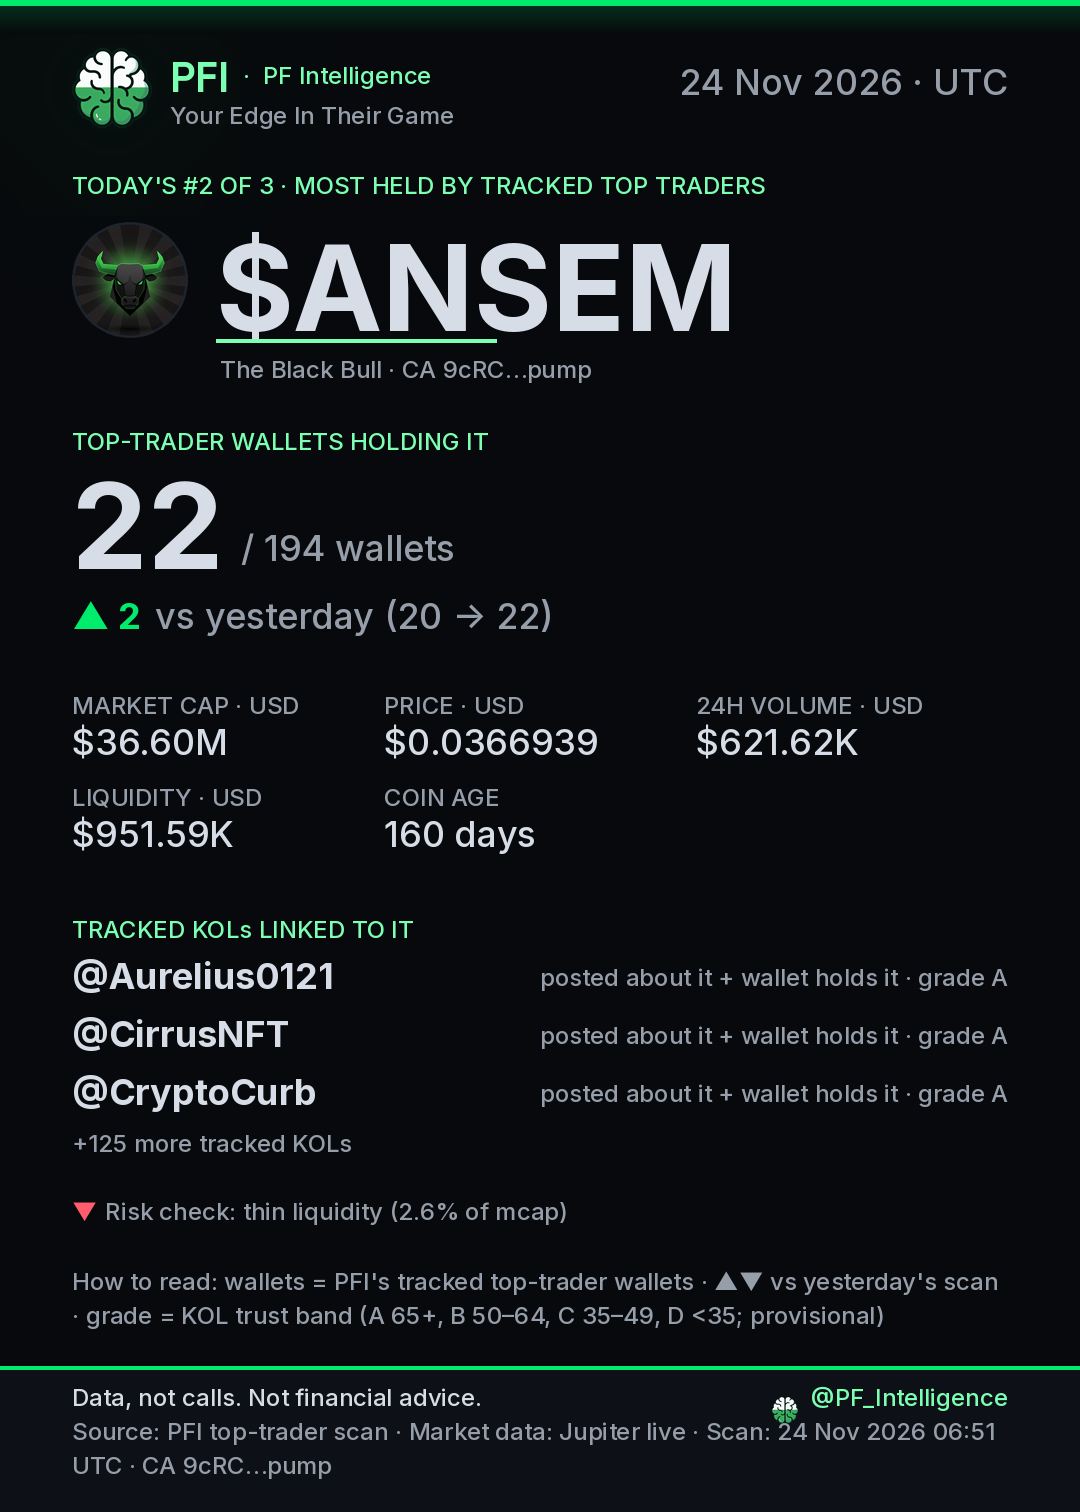 PFI · PF Intelligence
24 Nov 2026 · UTC
Your Edge In Their Game
TODAY'S #2 OF 3 · MOST HELD BY TRACKED TOP TRADERS
$ANSEM
The Black Bull · CA 9cRC…pump
TOP-TRADER WALLETS HOLDING IT
22 / 194 wallets
▲ 2 vs yesterday (20 → 22)
MARKET CAP · USD
$36.60M
PRICE · USD
$0.0366939
24H VOLUME · USD
$621.62K
LIQUIDITY · USD
$951.59K
COIN AGE
160 days
TRACKED KOLs LINKED TO IT
@Aurelius0121 posted about it + wallet holds it · grade A
@CirrusNFT posted about it + wallet holds it · grade A
@CryptoCurb posted about it + wallet holds it · grade A
+125 more tracked KOLs
▼ Risk check: thin liquidity (2.6% of mcap)
How to read: wallets = PFI's tracked top-trader wallets · ▲▼ vs yesterday's scan
· grade = KOL trust band (A 65+, B 50–64, C 35–49, D <35; provisional)
Data, not calls. Not financial advice.
@PF_Intelligence
Source: PFI top-trader scan · Market data: Jupiter live · Scan: 24 Nov 2026 06:51
UTC · CA 9cRC…pump